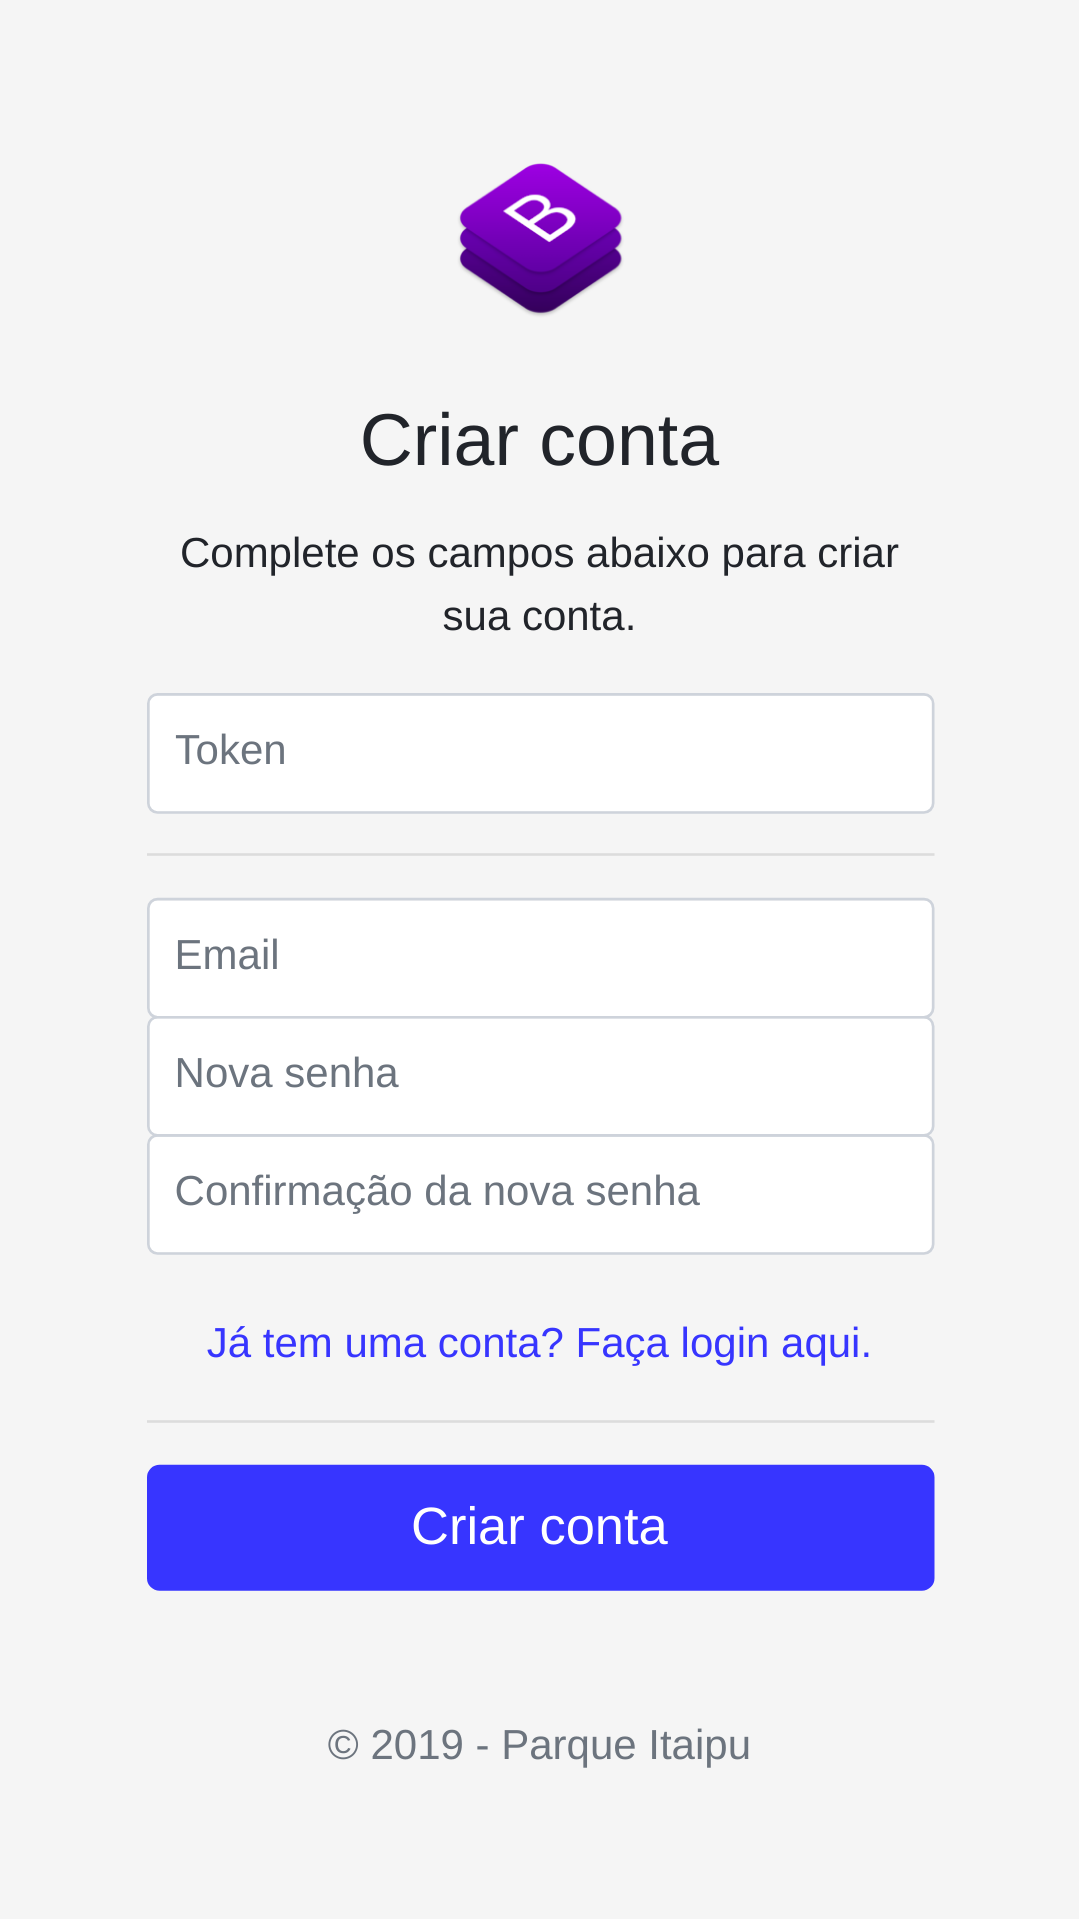 B
Criar conta
Complete os campos abaixo para criar
sua conta.
Token
Email
Nova senha
Confirmação da nova senha
Já tem uma conta? Faça login aqui.
Criar conta
© 2019 - Parque Itaipu